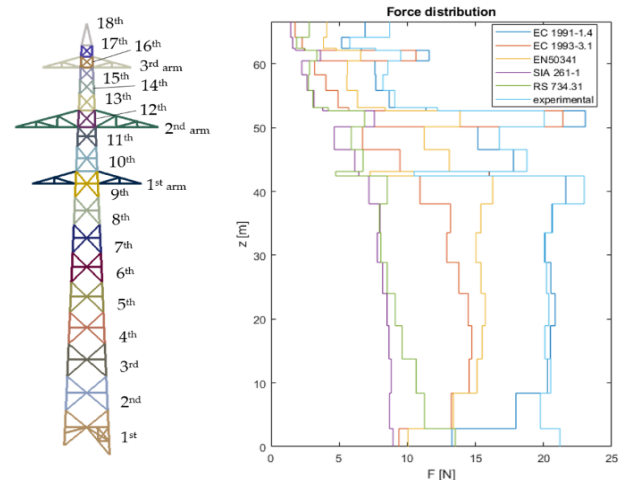 18th
17th
16th
3rd arm
15th
14th
13th
12th
2nd arm
11th
10th
1st arm
9th
8th
7th
6th
5th
4th
3rd
2nd
1st
Force distribution
EC 1991-1.4
EC 1993-3.1
EN50341
SIA 261-1
RS 734.31
experimental
z [m]
60
50
40
30
20
10
0
0 5 10 15 20 25
F [N]